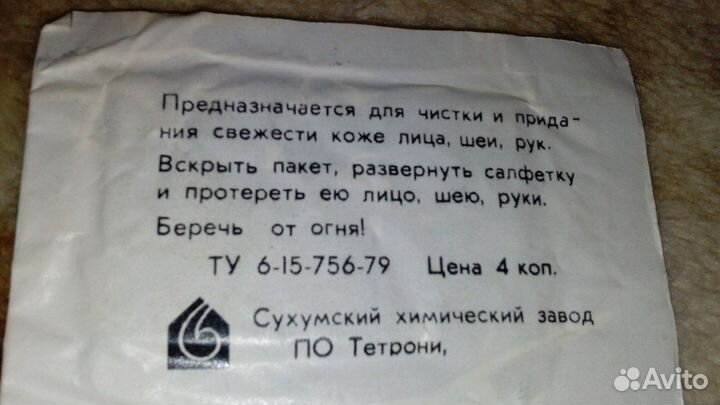 Предназначается для чистки и прида-
ния свежести коже лица, шеи, рук.
Вскрыть пакет, развернуть салфетку
и протереть ею лицо, шею, руки.
Беречь от огня!
ТУ 6-15-756-79 Цена 4 коп.
Сухумский химический завод
ПО Тетрони,
Avito